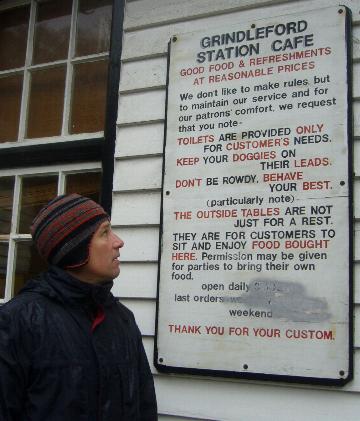 GRINDLEFORD
STATION CAFE
GOOD FOOD & REFRESHMENTS
AT REASONABLE PRICES
We don't like to make rules, but
to maintain our service and for
our patrons' comfort, we request
that you note-
TOILETS ARE PROVIDED ONLY
FOR CUSTOMER'S NEEDS.
KEEP YOUR DOGGIES ON
THEIR LEADS.
DON'T BE ROWDY, BEHAVE
YOUR BEST.
(particularly note)
THE OUTSIDE TABLES ARE NOT
JUST FOR A REST.
THEY ARE FOR CUSTOMERS TO
SIT AND ENJOY FOOD BOUGHT
HERE. Permission may be given
for parties to bring their own
food.
open daily
last orders
weekend
THANK YOU FOR YOUR CUSTOM.